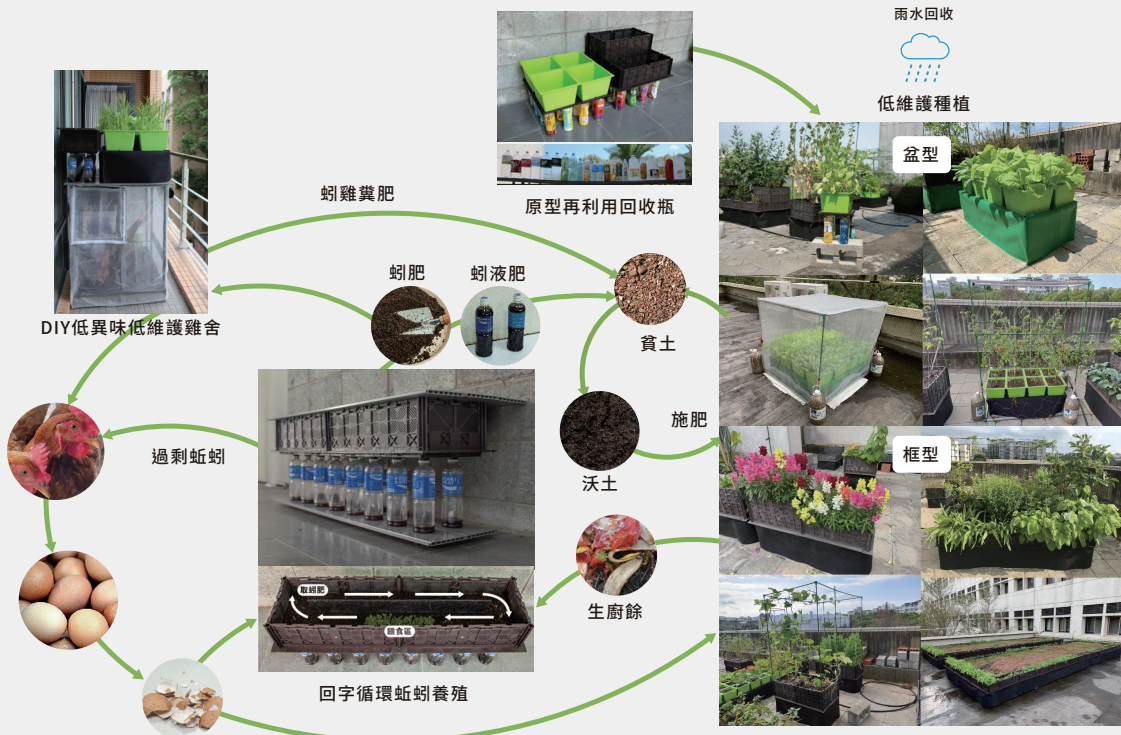 雨水回收
低維護種植
盆型
原型再利用回收瓶
蚓雞糞肥
蚓肥
蚓液肥
貧土
DIY低異味低維護雞舍
過剩蚯蚓
施肥
沃土
框型
生廚餘
取蚓肥
餵食區
回字循環蚯蚓養殖